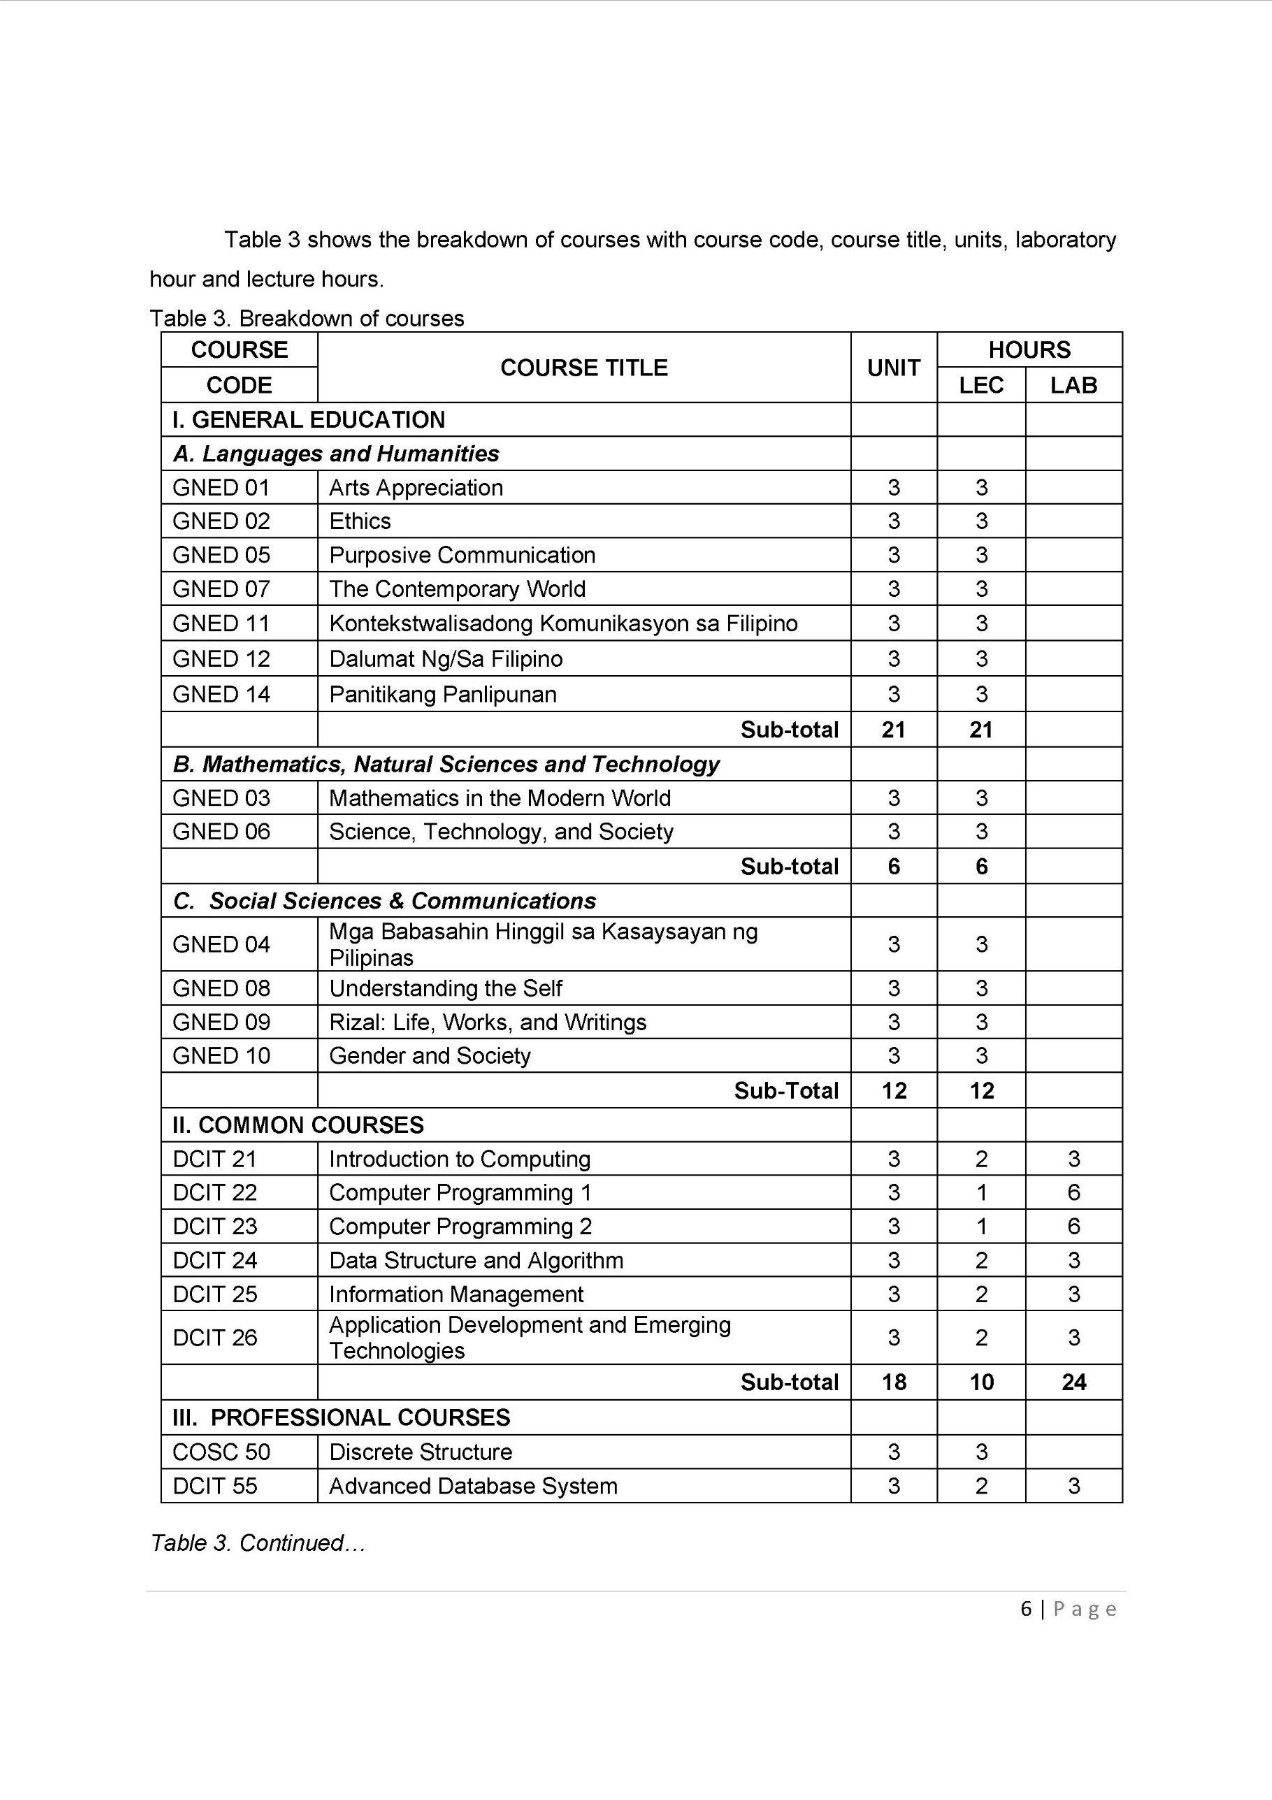 Table 3 shows the breakdown of courses with course code, course title, units, laboratory
hour and lecture hours.
Table 3. Breakdown of courses
COURSE CODE COURSE TITLE UNIT HOURS
LEC LAB
I. GENERAL EDUCATION
A. Languages and Humanities
GNED 01 Arts Appreciation 3 3
GNED 02 Ethics 3 3
GNED 05 Purposive Communication 3 3
GNED 07 The Contemporary World 3 3
GNED 11 Kontekstwalisadong Komunikasyon sa Filipino 3 3
GNED 12 Dalumat Ng/Sa Filipino 3 3
GNED 14 Panitikang Panlipunan 3 3
Sub-total 21 21
B. Mathematics, Natural Sciences and Technology
GNED 03 Mathematics in the Modern World 3 3
GNED 06 Science, Technology, and Society 3 3
Sub-total 6 6
C. Social Sciences & Communications
GNED 04 Mga Babasahin Hinggil sa Kasaysayan ng
Pilipinas 3 3
GNED 08 Understanding the Self 3 3
GNED 09 Rizal: Life, Works, and Writings 3 3
GNED 10 Gender and Society 3 3
Sub-Total 12 12
II. COMMON COURSES
DCIT 21 Introduction to Computing 3 2 3
DCIT 22 Computer Programming 1 3 1 6
DCIT 23 Computer Programming 2 3 1 6
DCIT 24 Data Structure and Algorithm 3 2 3
DCIT 25 Information Management 3 2 3
DCIT 26 Application Development and Emerging
Technologies 3 2 3
Sub-total 18 10 24
III. PROFESSIONAL COURSES
COSC 50 Discrete Structure 3 3
DCIT 55 Advanced Database System 3 2 3
Table 3. Continued...
6 | Page